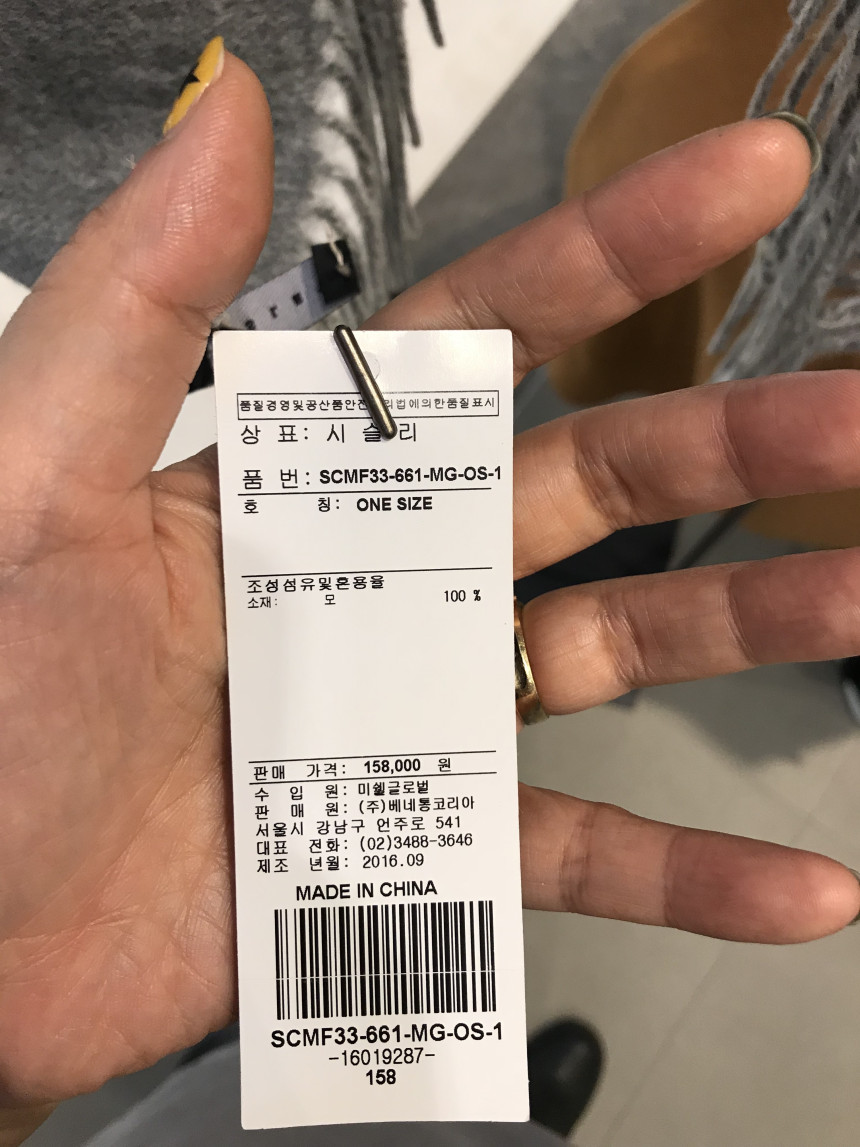 품질경영및공산품안전 리법에의한품질표시
상 표: 시 슬 리
품 번: SCMF33-661-MG-OS-1
호 칭: ONE SIZE
조성섬유및혼용율
소재: 모 100 %
판매 가격: 158,000 원
수 입 원: 미쉘글로벌
판 매 원: (주)베네통코리아
서울시 강남구 언주로 541
대표 전화: (02)3488-3646
제조 년월: 2016.09
MADE IN CHINA
SCMF33-661-MG-OS-1
-16019287-
158